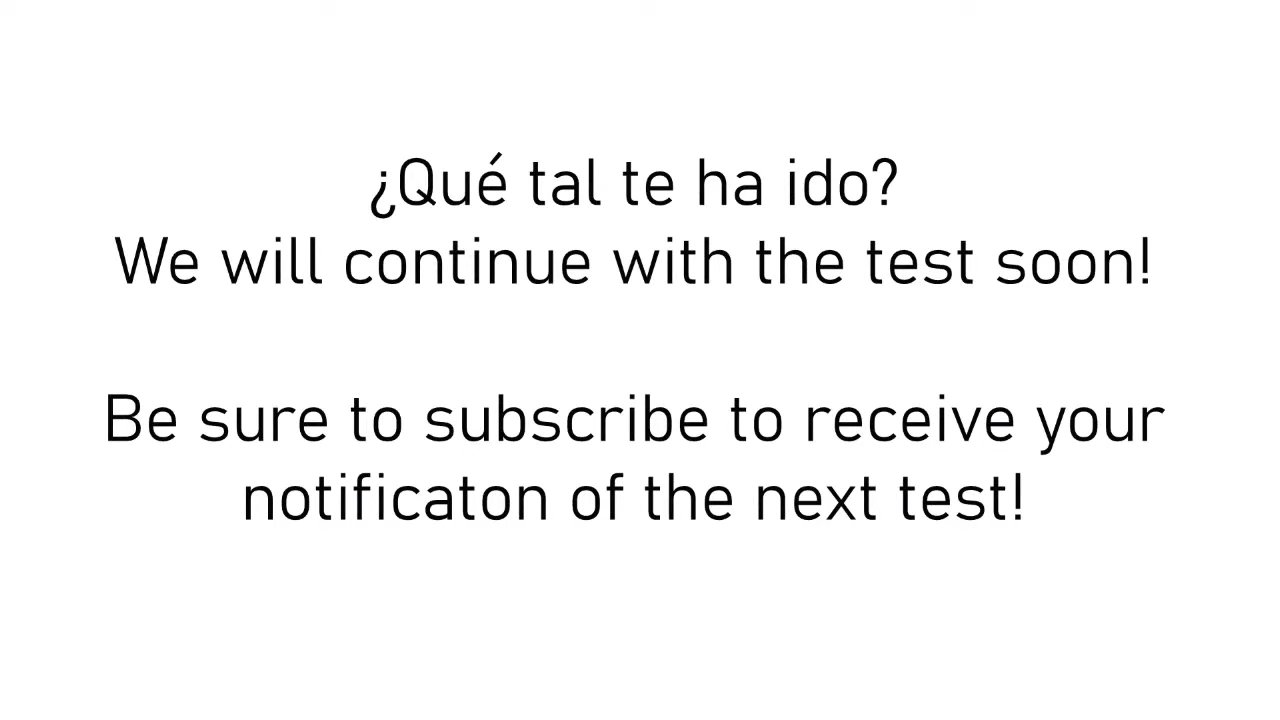 ¿Qué tal te ha ido?
We will continue with the test soon!
Be sure to subscribe to receive your
notificaton of the next test!